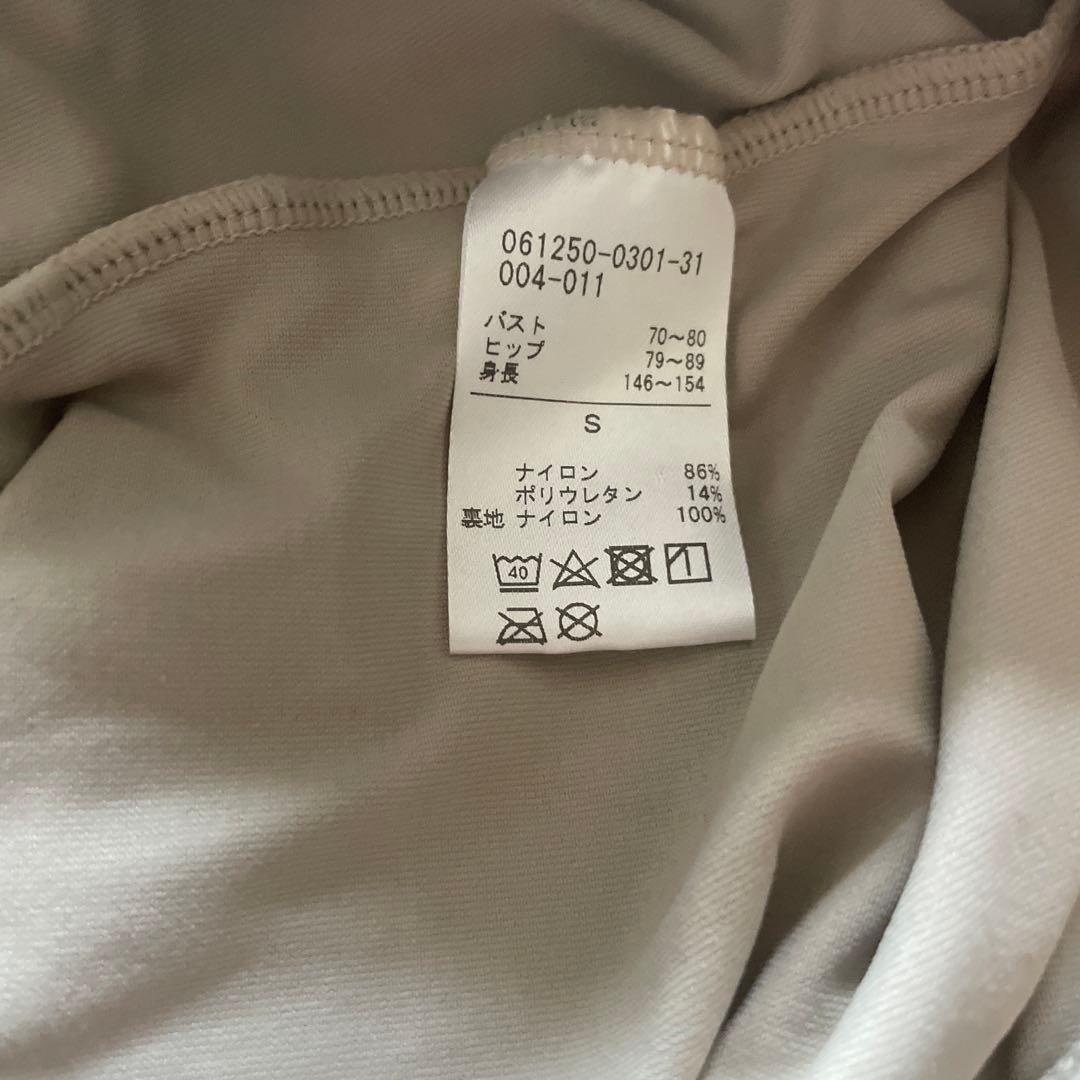 061250-0301-31
004-011
バスト 70～80
ヒップ 79～89
身長 146～154
S
ナイロン 86%
ポリウレタン 14%
裏地 ナイロン 100%
40